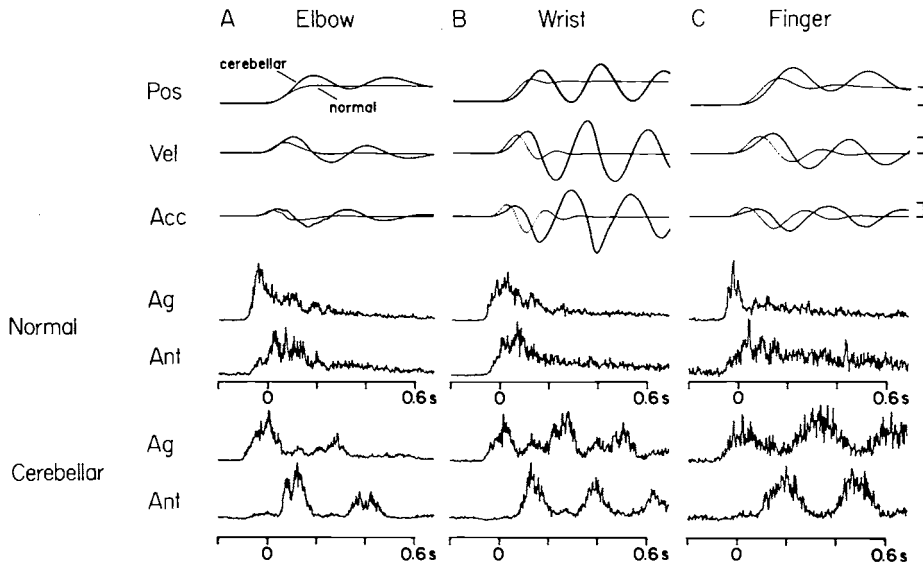 A Elbow B Wrist C Finger
cerebellar
Pos
normal
Vel
Acc
Normal
Ag
Ant
0 0.6 s 0 0.6 s 0 0.6 s
Cerebellar
Ag
Ant
0 0.6 s 0 0.6 s 0 0.6 s